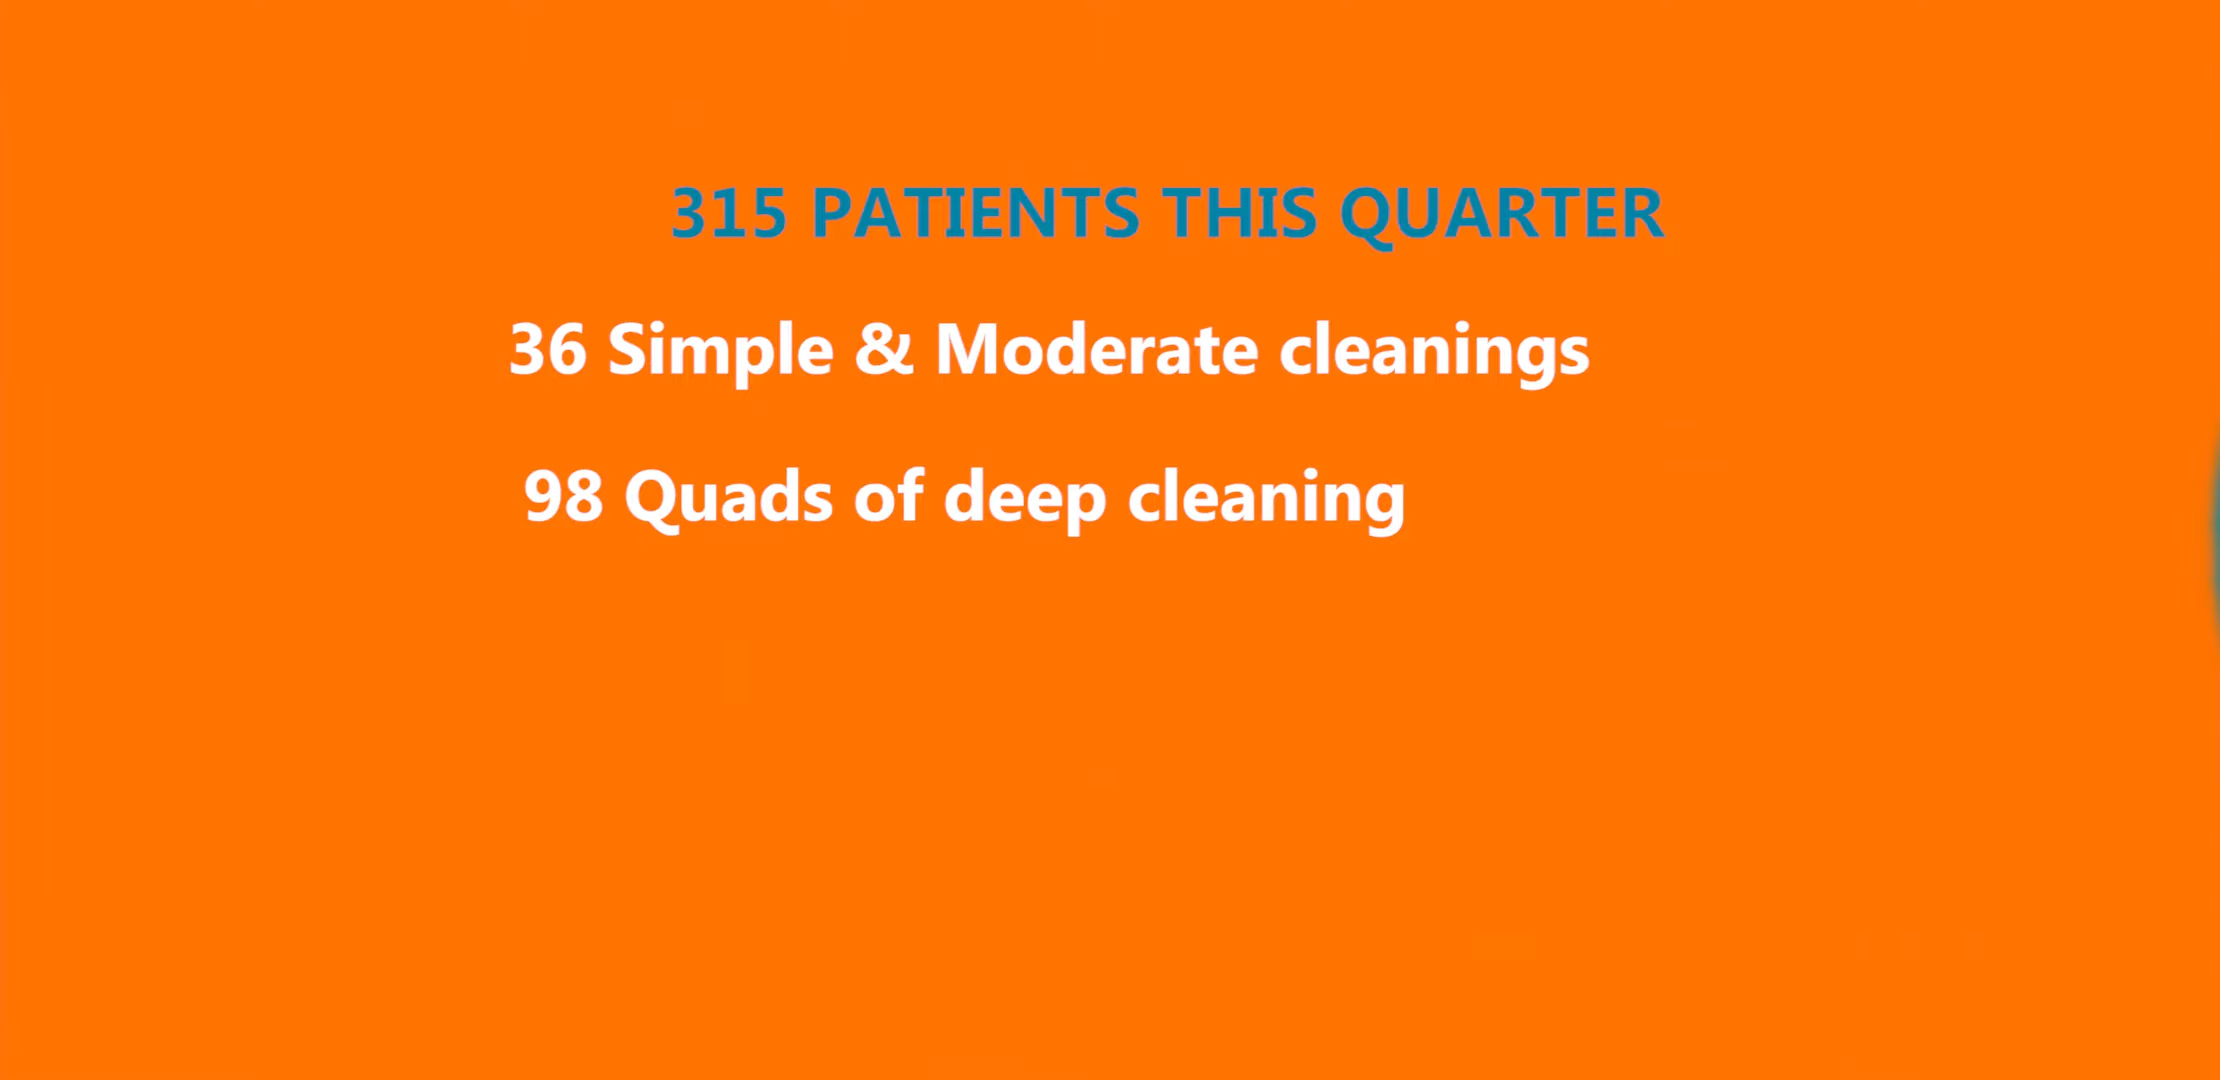 315 PATIENTS THIS QUARTER
36 Simple & Moderate cleanings
98 Quads of deep cleaning